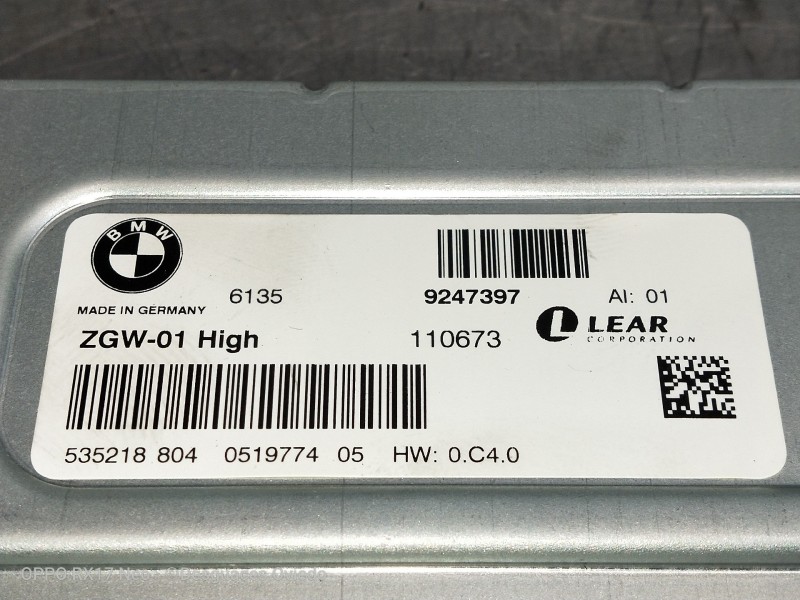 BMW
6135 9247397 AI: 01
MADE IN GERMANY
ZGW-01 High 110673 L LEAR
CORPORATION
535218 804 0519774 05 HW: 0.C4.0